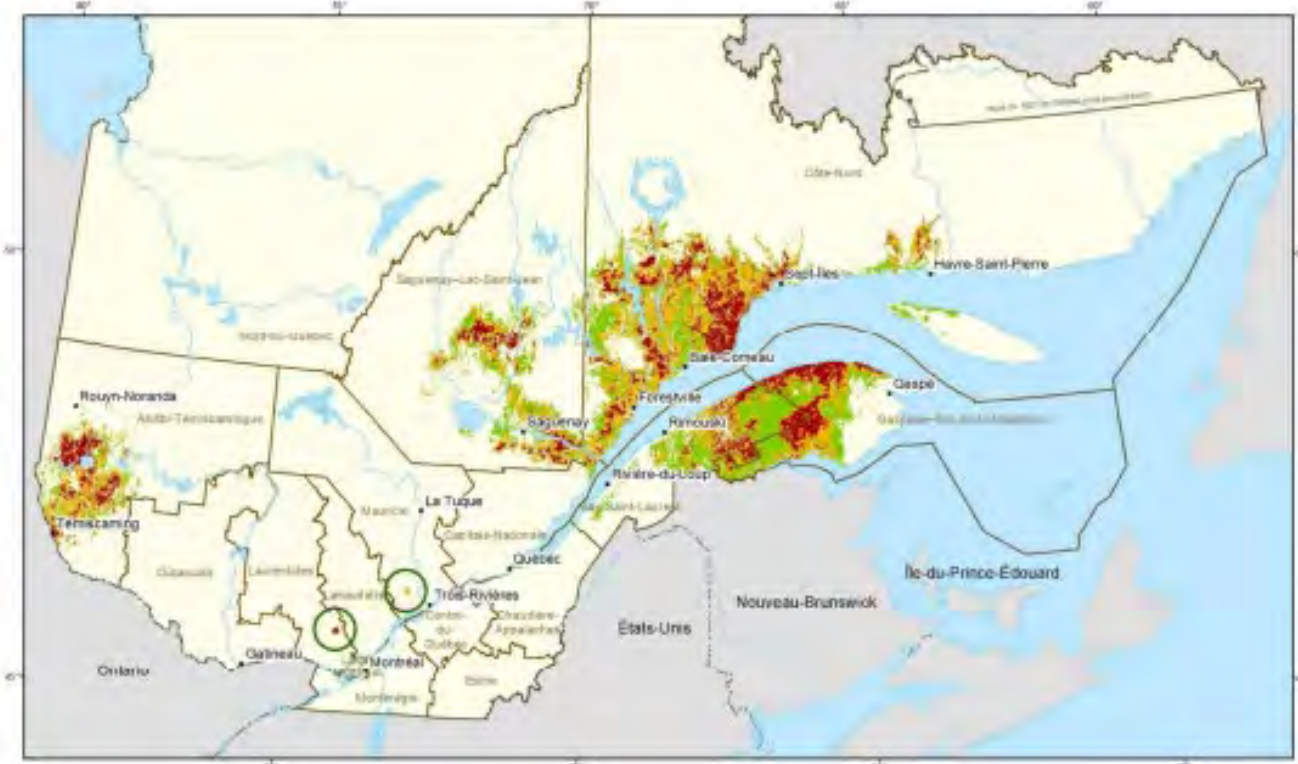 Côte-Nord
Havre-Saint-Pierre
Sept-Îles
Saguenay–Lac-Saint-Jean
Nord-du-Québec
Baie-Comeau
Gaspé
Rouyn-Noranda
Forestville
Abitibi-Témiscamingue
Saguenay
Rimouski
Rivière-du-Loup
La Tuque
Bas-Saint-Laurent
Mauricie
Témiscaming
Capitale-Nationale
Québec
Outaouais
Laurentides
Île-du-Prince-Édouard
Lanaudière
Trois-Rivières
Nouveau-Brunswick
Centre-
du-
Québec
Chaudière-
Appalaches
États-Unis
Gatineau
Montréal
Ontario
Estrie
Montérégie